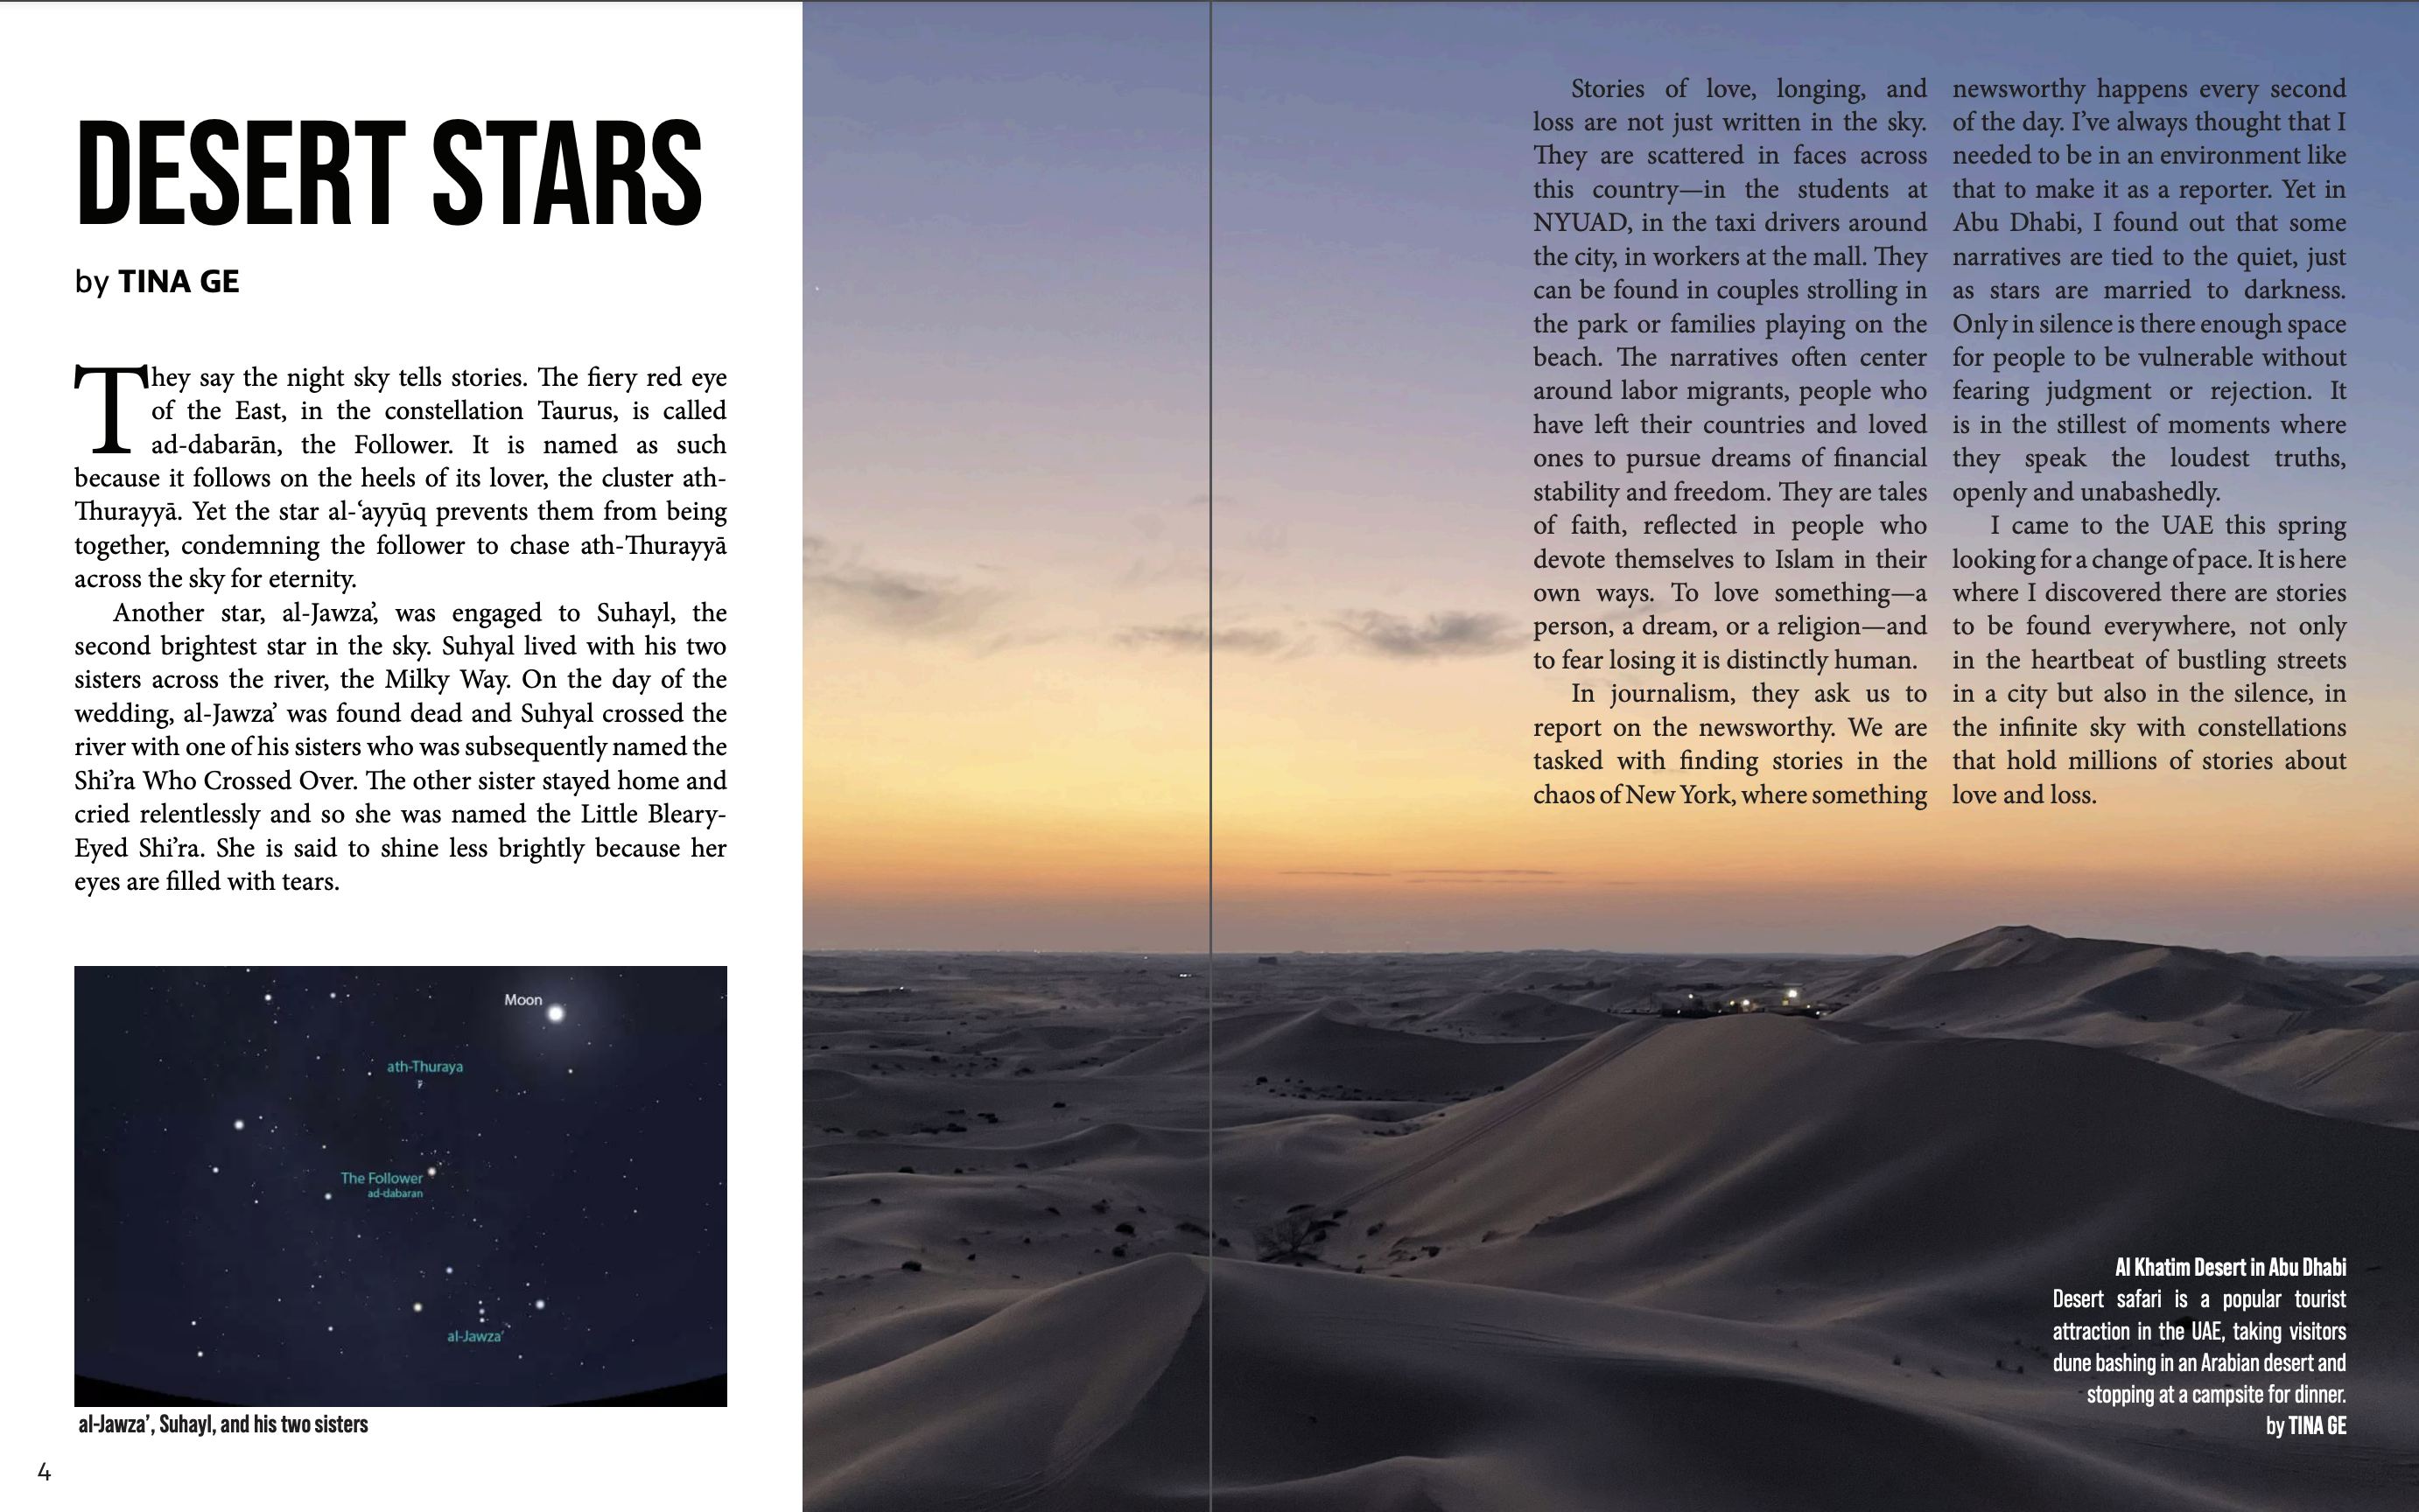 DESERT STARS
by TINA GE
They say the night sky tells stories. The fiery red eye
of the East, in the constellation Taurus, is called
ad-dabarān, the Follower. It is named as such
because it follows on the heels of its lover, the cluster ath-
Thurayyā. Yet the star al-‘ayyūq prevents them from being
together, condemning the follower to chase ath-Thurayyā
across the sky for eternity.
Another star, al-Jawza’, was engaged to Suhayl, the
second brightest star in the sky. Suhyal lived with his two
sisters across the river, the Milky Way. On the day of the
wedding, al-Jawza’ was found dead and Suhyal crossed the
river with one of his sisters who was subsequently named the
Shi’ra Who Crossed Over. The other sister stayed home and
cried relentlessly and so she was named the Little Bleary-
Eyed Shi’ra. She is said to shine less brightly because her
eyes are filled with tears.
Moon
ath-Thuraya
The Follower
ad-dabaran
al-Jawza’
al-Jawza’, Suhayl, and his two sisters
4
Stories of love, longing, and
loss are not just written in the sky.
They are scattered in faces across
this country—in the students at
NYUAD, in the taxi drivers around
the city, in workers at the mall. They
can be found in couples strolling in
the park or families playing on the
beach. The narratives often center
around labor migrants, people who
have left their countries and loved
ones to pursue dreams of financial
stability and freedom. They are tales
of faith, reflected in people who
devote themselves to Islam in their
own ways. To love something—a
person, a dream, or a religion—and
to fear losing it is distinctly human.
In journalism, they ask us to
report on the newsworthy. We are
tasked with finding stories in the
chaos of New York, where something
newsworthy happens every second
of the day. I’ve always thought that I
needed to be in an environment like
that to make it as a reporter. Yet in
Abu Dhabi, I found out that some
narratives are tied to the quiet, just
as stars are married to darkness.
Only in silence is there enough space
for people to be vulnerable without
fearing judgment or rejection. It
is in the stillest of moments where
they speak the loudest truths,
openly and unabashedly.
I came to the UAE this spring
looking for a change of pace. It is here
where I discovered there are stories
to be found everywhere, not only
in the heartbeat of bustling streets
in a city but also in the silence, in
the infinite sky with constellations
that hold millions of stories about
love and loss.
Al Khatim Desert in Abu Dhabi
Desert safari is a popular tourist
attraction in the UAE, taking visitors
dune bashing in an Arabian desert and
stopping at a campsite for dinner.
by TINA GE